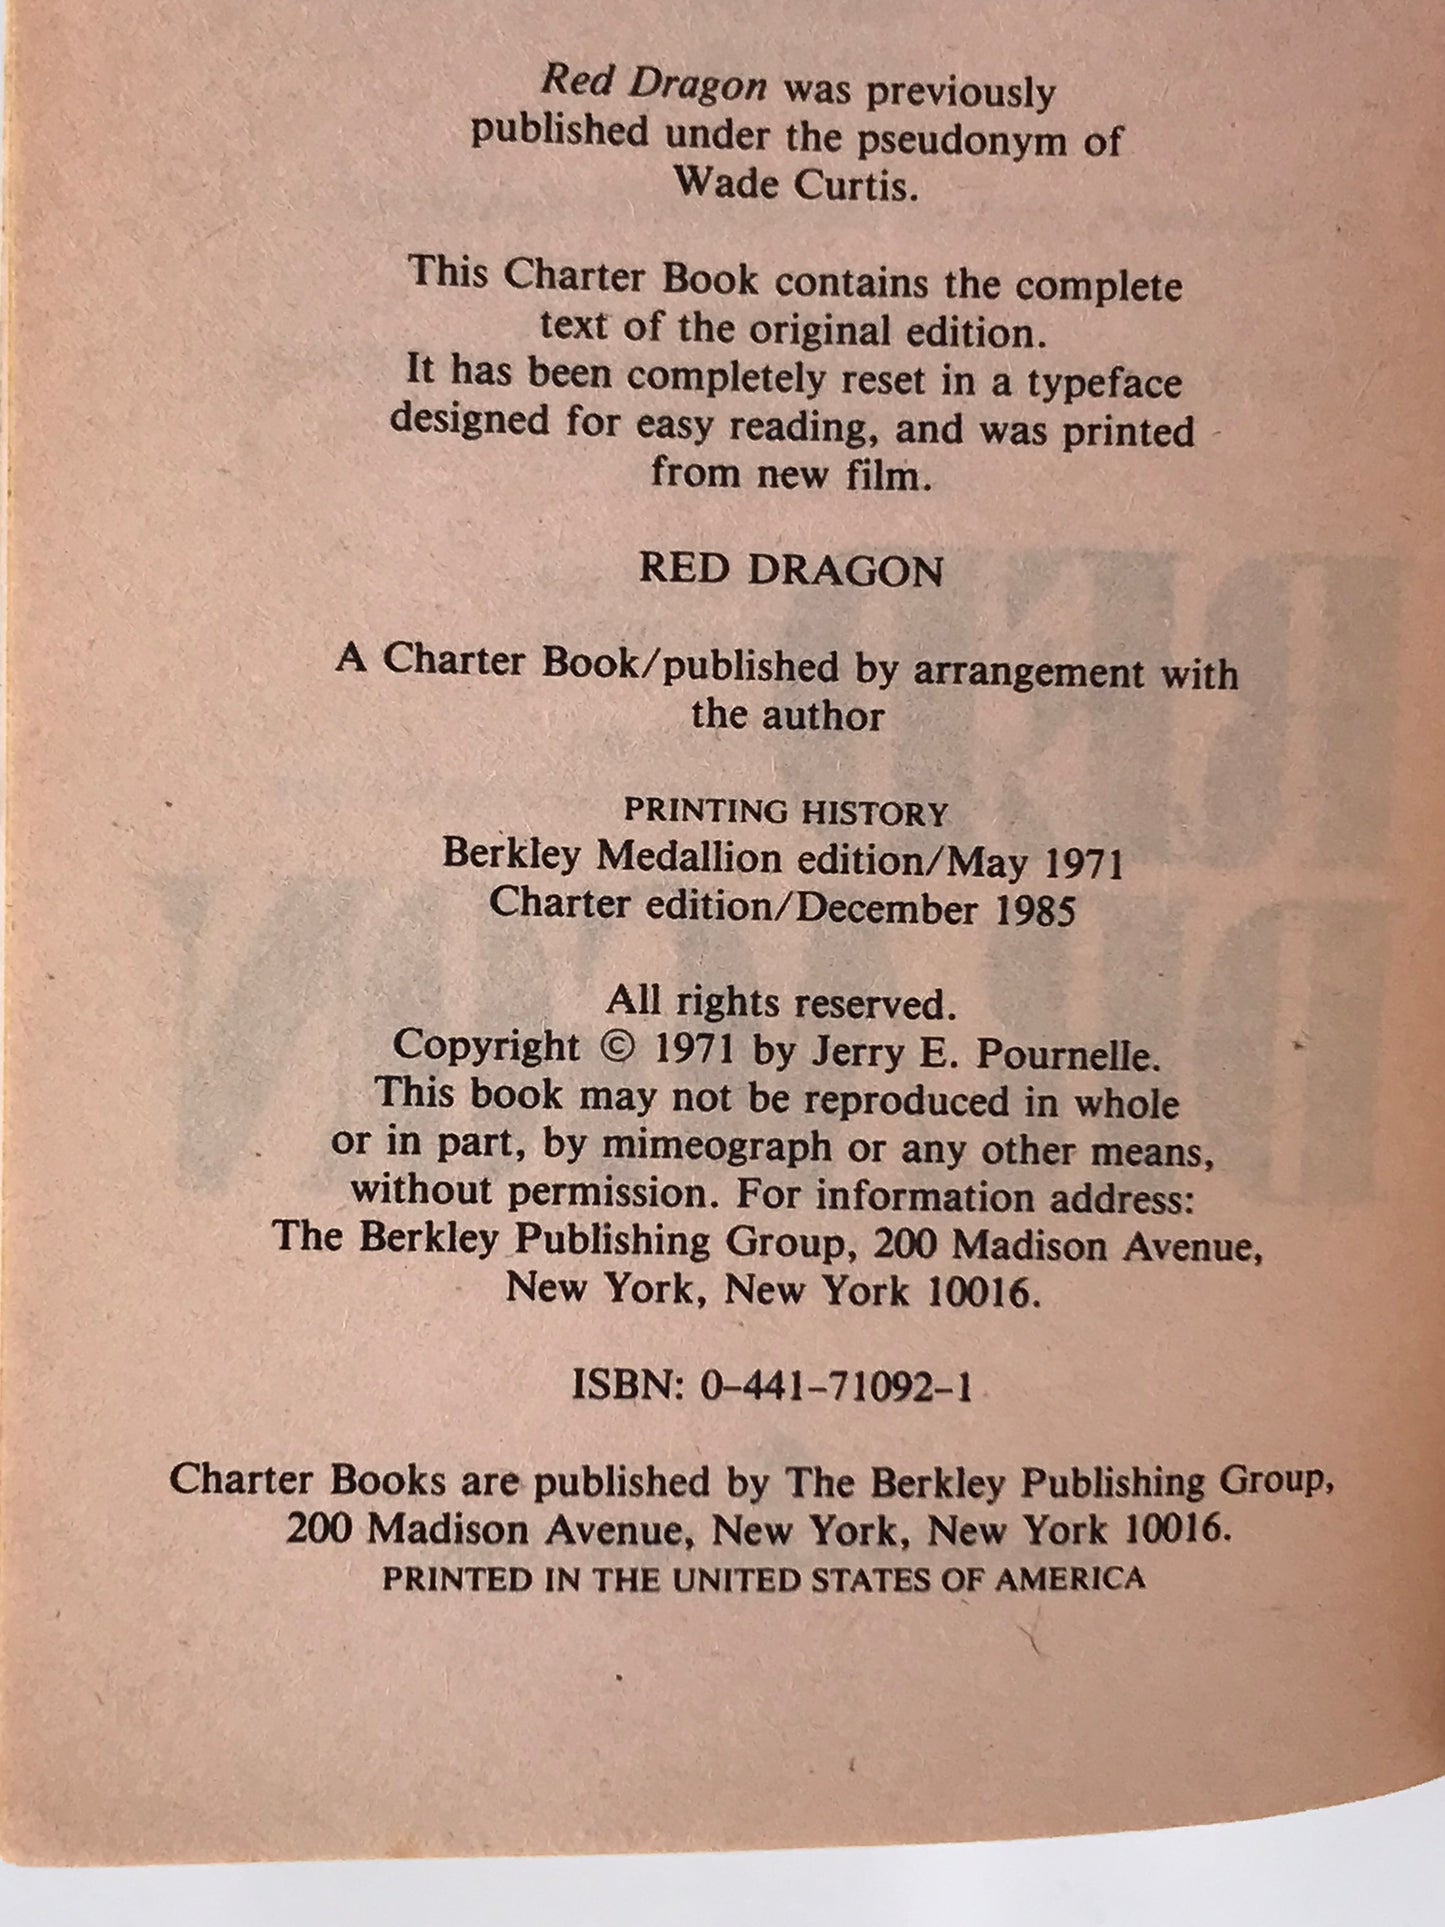 Red Dragon was previously
published under the pseudonym of
Wade Curtis.
This Charter Book contains the complete
text of the original edition.
It has been completely reset in a typeface
designed for easy reading, and was printed
from new film.
RED DRAGON
A Charter Book/published by arrangement with
the author
PRINTING HISTORY
Berkley Medallion edition/May 1971
Charter edition/December 1985
All rights reserved.
Copyright © 1971 by Jerry E. Pournelle.
This book may not be reproduced in whole
or in part, by mimeograph or any other means,
without permission. For information address:
The Berkley Publishing Group, 200 Madison Avenue,
New York, New York 10016.
ISBN: 0-441-71092-1
Charter Books are published by The Berkley Publishing Group,
200 Madison Avenue, New York, New York 10016.
PRINTED IN THE UNITED STATES OF AMERICA